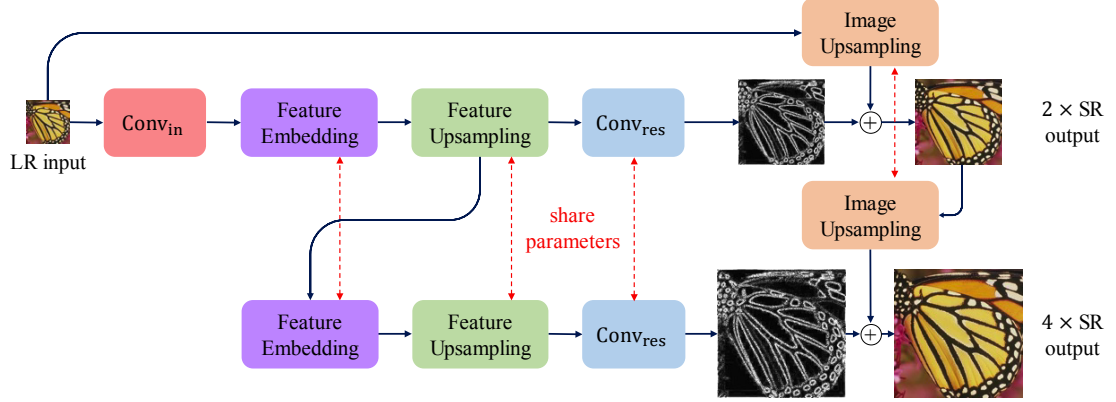 Image
Upsampling
LR input
Conv_in
Feature
Embedding
Feature
Upsampling
Conv_res
2 × SR
output
share
parameters
Image
Upsampling
Feature
Embedding
Feature
Upsampling
Conv_res
4 × SR
output